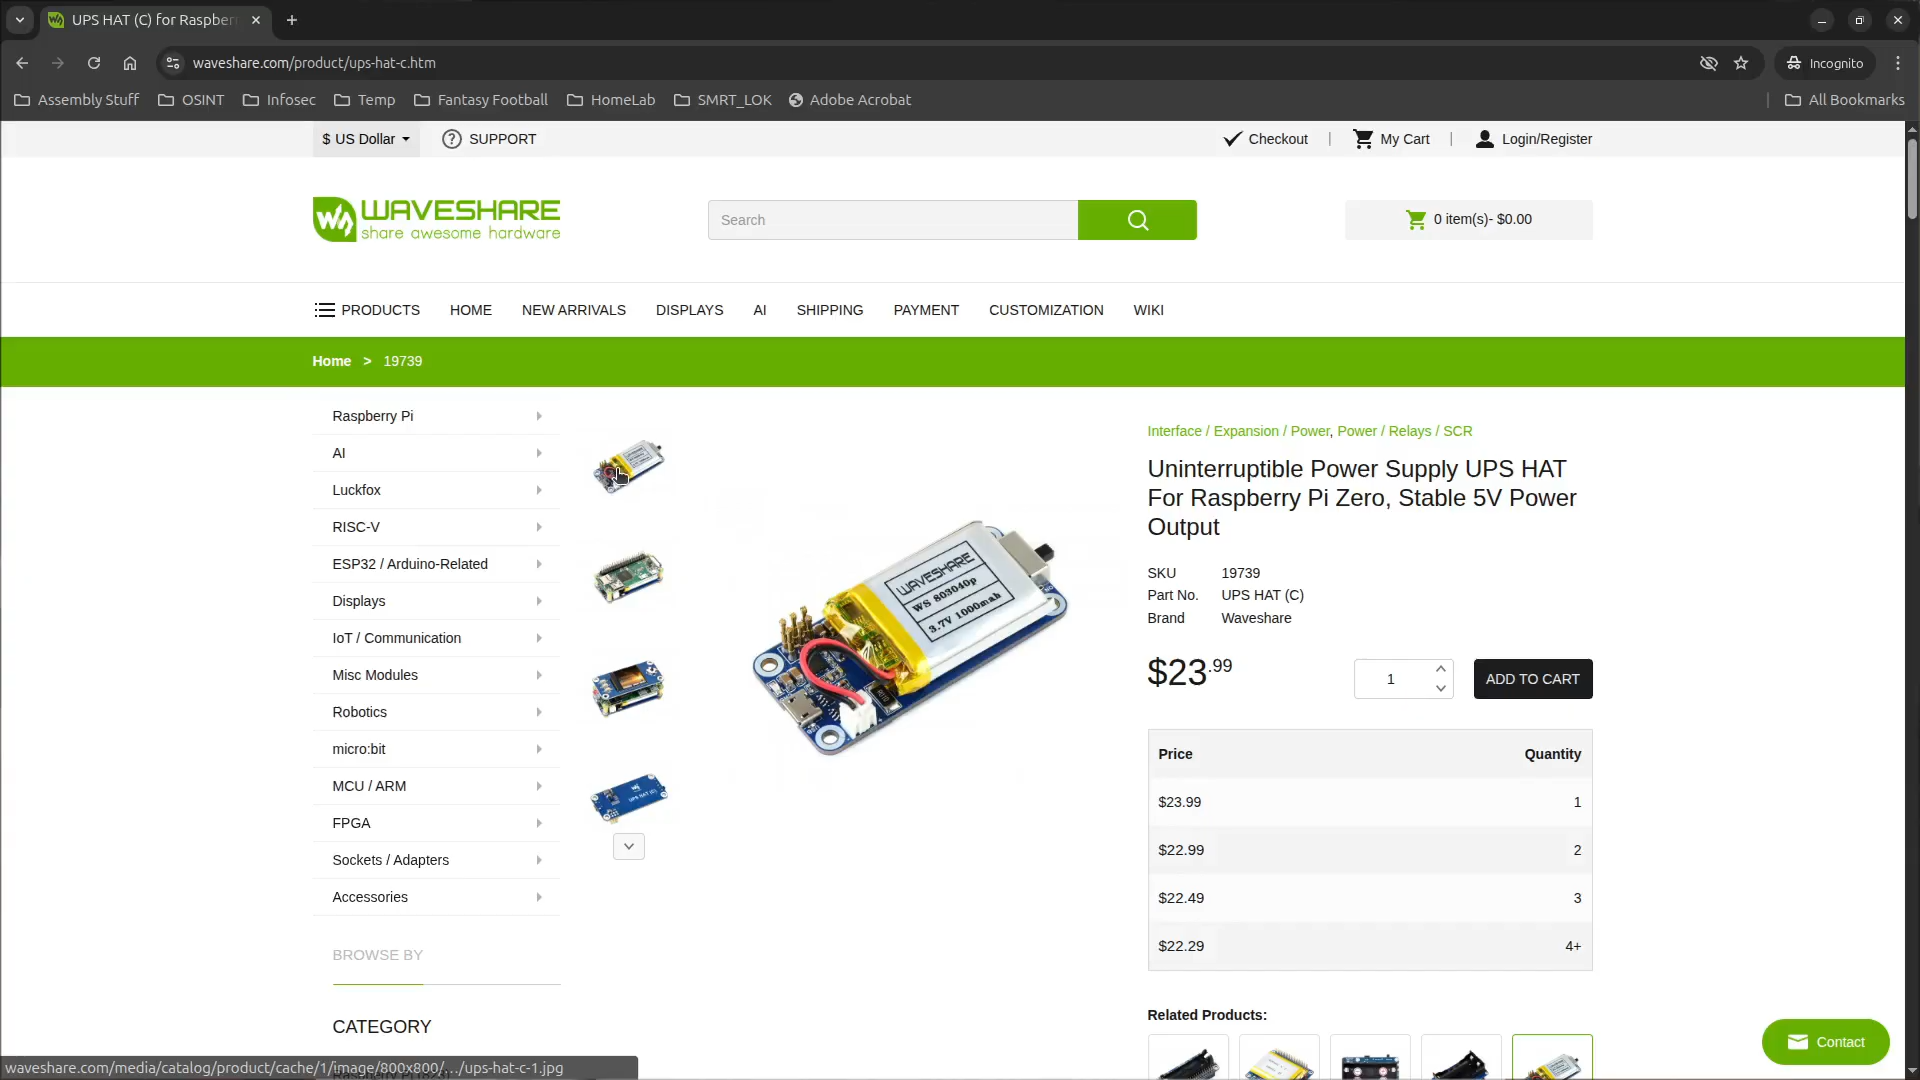 UPS HAT (C) for Raspberr
waveshare.com/product/ups-hat-c.htm
Incognito
Assembly Stuff
OSINT
Infosec
Temp
Fantasy Football
HomeLab
SMRT_LOK
Adobe Acrobat
All Bookmarks
$ US Dollar
SUPPORT
Checkout
My Cart
Login/Register
WAVESHARE
share awesome hardware
Search
0 item(s)- $0.00
PRODUCTS
HOME
NEW ARRIVALS
DISPLAYS
AI
SHIPPING
PAYMENT
CUSTOMIZATION
WIKI
Home > 19739
Raspberry Pi
AI
Luckfox
RISC-V
ESP32 / Arduino-Related
Displays
IoT / Communication
Misc Modules
Robotics
micro:bit
MCU / ARM
FPGA
Sockets / Adapters
Accessories
BROWSE BY
CATEGORY
WAVESHARE
WS 803040p
3.7V 1000mah
Interface / Expansion / Power, Power / Relays / SCR
Uninterruptible Power Supply UPS HAT
For Raspberry Pi Zero, Stable 5V Power
Output
SKU 19739
Part No. UPS HAT (C)
Brand Waveshare
$23.99
1
ADD TO CART
Price Quantity
$23.99 1
$22.99 2
$22.49 3
$22.29 4+
Related Products:
Contact
waveshare.com/media/catalog/product/cache/1/image/800x800/…/ups-hat-c-1.jpg